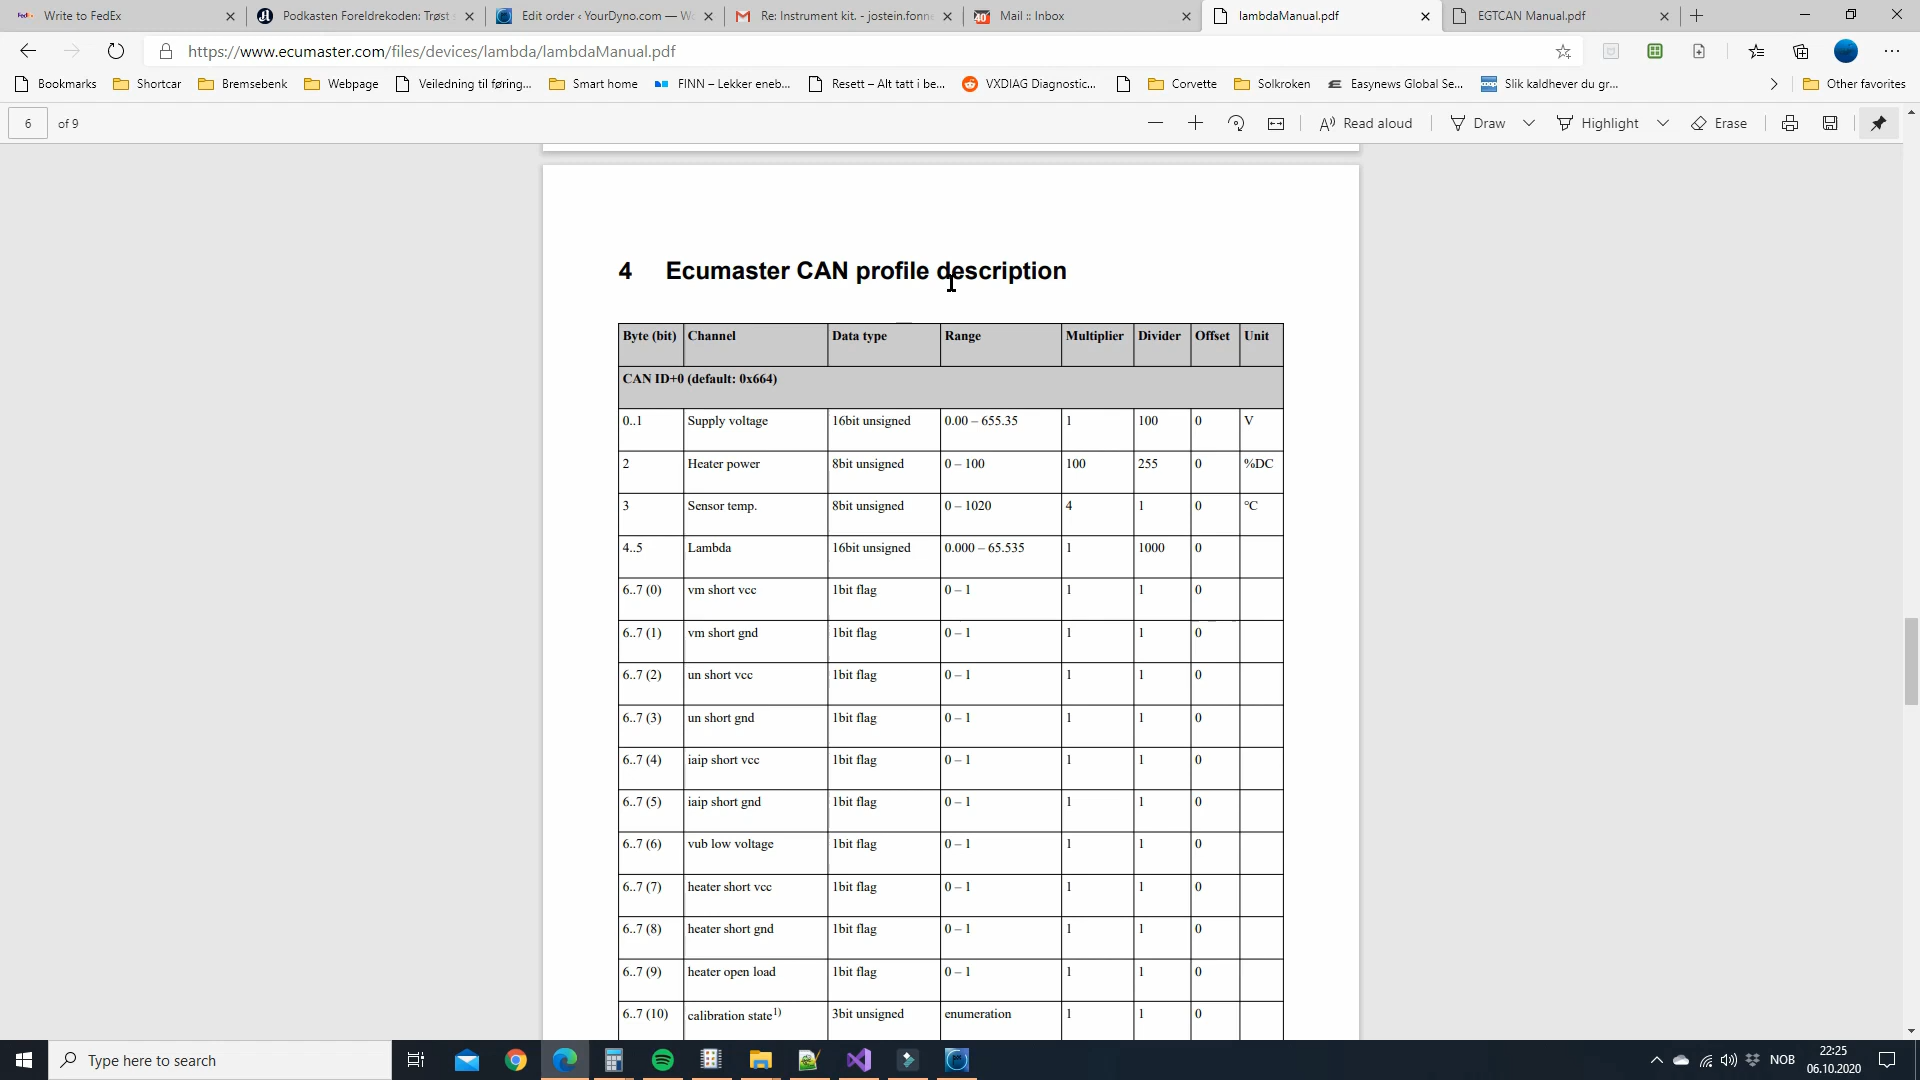 FedEx Write to FedEx
Podkasten Foreldrekoden: Trøst
Edit order ‹ YourDyno.com — W
Re: Instrument kit. - jostein.fonne
40 Mail :: Inbox
lambdaManual.pdf
EGTCAN Manual.pdf
https://www.ecumaster.com/files/devices/lambda/lambdaManual.pdf
Bookmarks Shortcar Bremsebenk Webpage Veiledning til føring... Smart home FINN – Lekker eneb... Resett – Alt tatt i be... VXDIAG Diagnostic... Corvette Solkroken Easynews Global Se... coop Slik kaldhever du gr... Other favorites
6 of 9 Read aloud Draw Highlight Erase
4 Ecumaster CAN profile description
Byte (bit) Channel Data type Range Multiplier Divider Offset Unit
CAN ID+0 (default: 0x664)
0..1 Supply voltage 16bit unsigned 0.00 – 655.35 1 100 0 V
2 Heater power 8bit unsigned 0 – 100 100 255 0 %DC
3 Sensor temp. 8bit unsigned 0 – 1020 4 1 0 °C
4..5 Lambda 16bit unsigned 0.000 – 65.535 1 1000 0
6..7 (0) vm short vcc 1bit flag 0 – 1 1 1 0
6..7 (1) vm short gnd 1bit flag 0 – 1 1 1 0
6..7 (2) un short vcc 1bit flag 0 – 1 1 1 0
6..7 (3) un short gnd 1bit flag 0 – 1 1 1 0
6..7 (4) iaip short vcc 1bit flag 0 – 1 1 1 0
6..7 (5) iaip short gnd 1bit flag 0 – 1 1 1 0
6..7 (6) vub low voltage 1bit flag 0 – 1 1 1 0
6..7 (7) heater short vcc 1bit flag 0 – 1 1 1 0
6..7 (8) heater short gnd 1bit flag 0 – 1 1 1 0
6..7 (9) heater open load 1bit flag 0 – 1 1 1 0
6..7 (10) calibration state1) 3bit unsigned enumeration 1 1 0
Type here to search
NOB
22:25
06.10.2020